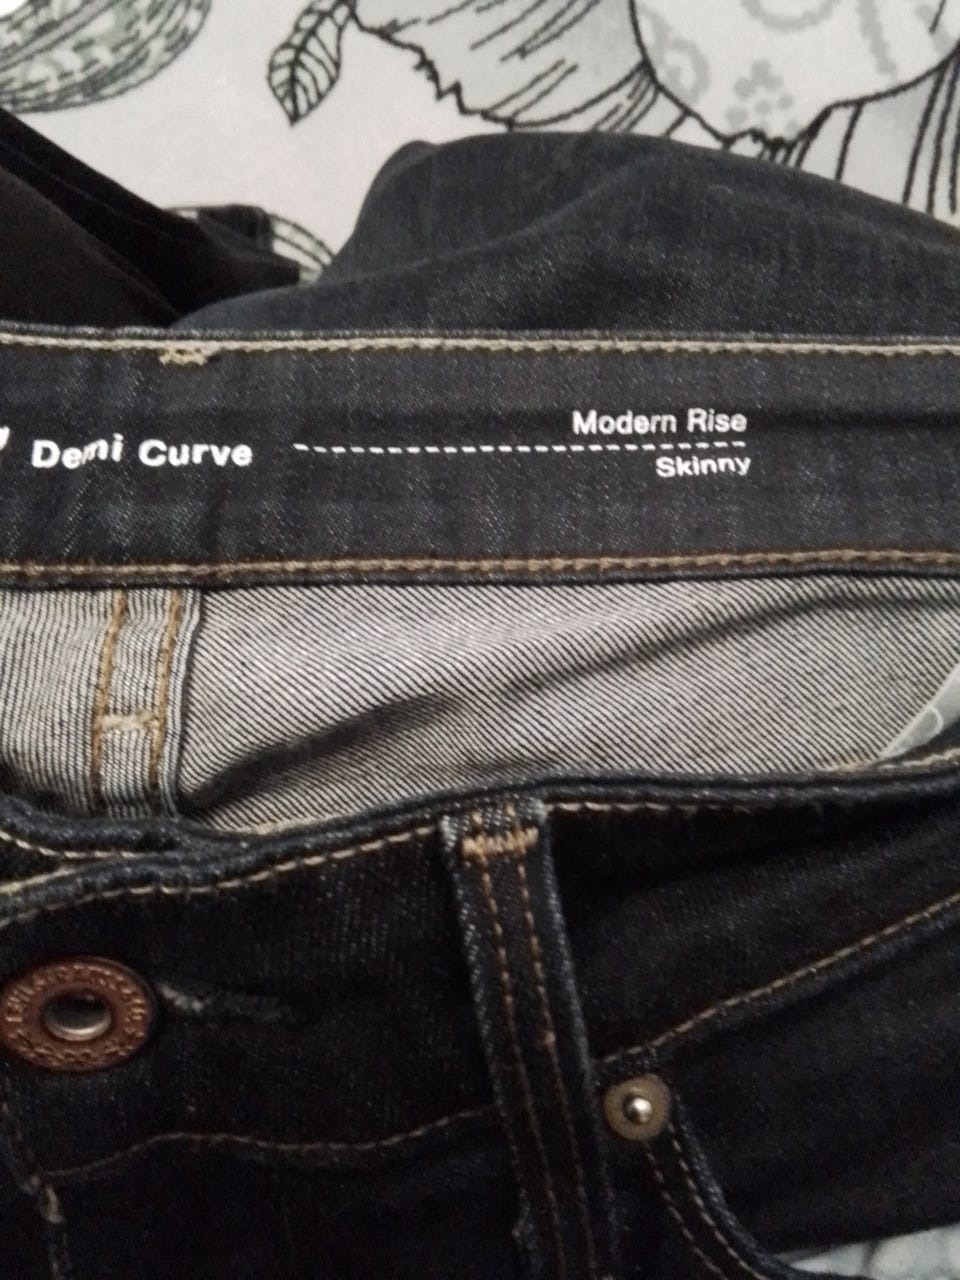 Demi Curve
Modern Rise
Skinny